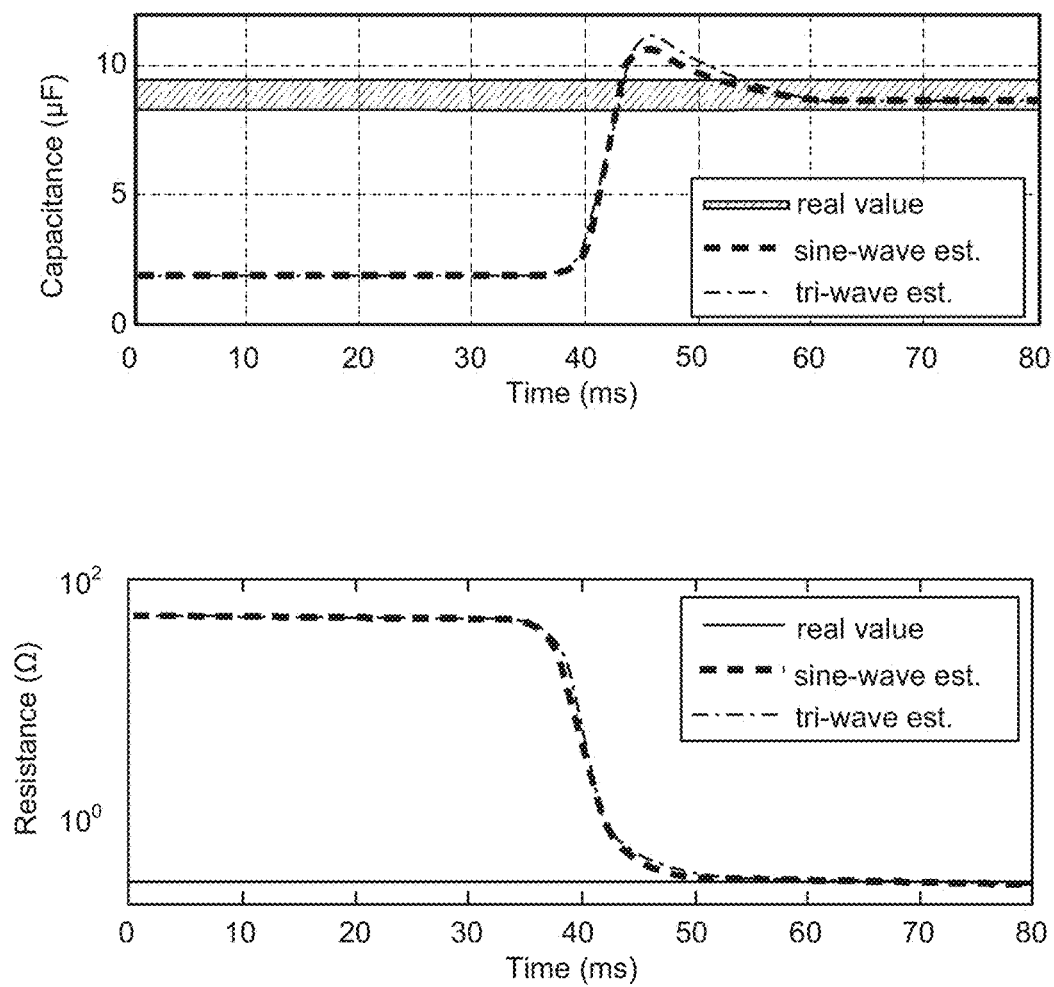 Capacitance (µF)
10
5
0
real value
sine-wave est.
tri-wave est.
0 10 20 30 40 50 60 70 80
Time (ms)
Resistance (Ω)
10²
10⁰
real value
sine-wave est.
tri-wave est.
0 10 20 30 40 50 60 70 80
Time (ms)